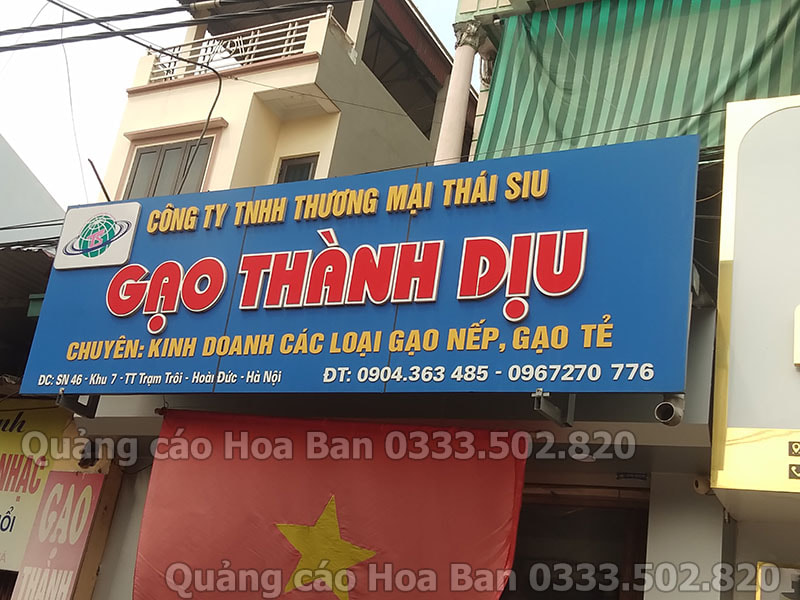 CÔNG TY TNHH THƯƠNG MẠI THÁI SIU
GẠO THÀNH DỊU
CHUYÊN: KINH DOANH CÁC LOẠI GẠO NẾP, GẠO TẺ
DC: SN 46 - Khu 7 - TT Trạm Trôi - Hoài Đức - Hà Nội
ĐT: 0904.363 485 - 0967270 776
Quảng cáo Hoa Ban 0333.502.820
NHẠC
GẠO
THÀNH
Quảng cáo Hoa Ban 0333.502.820